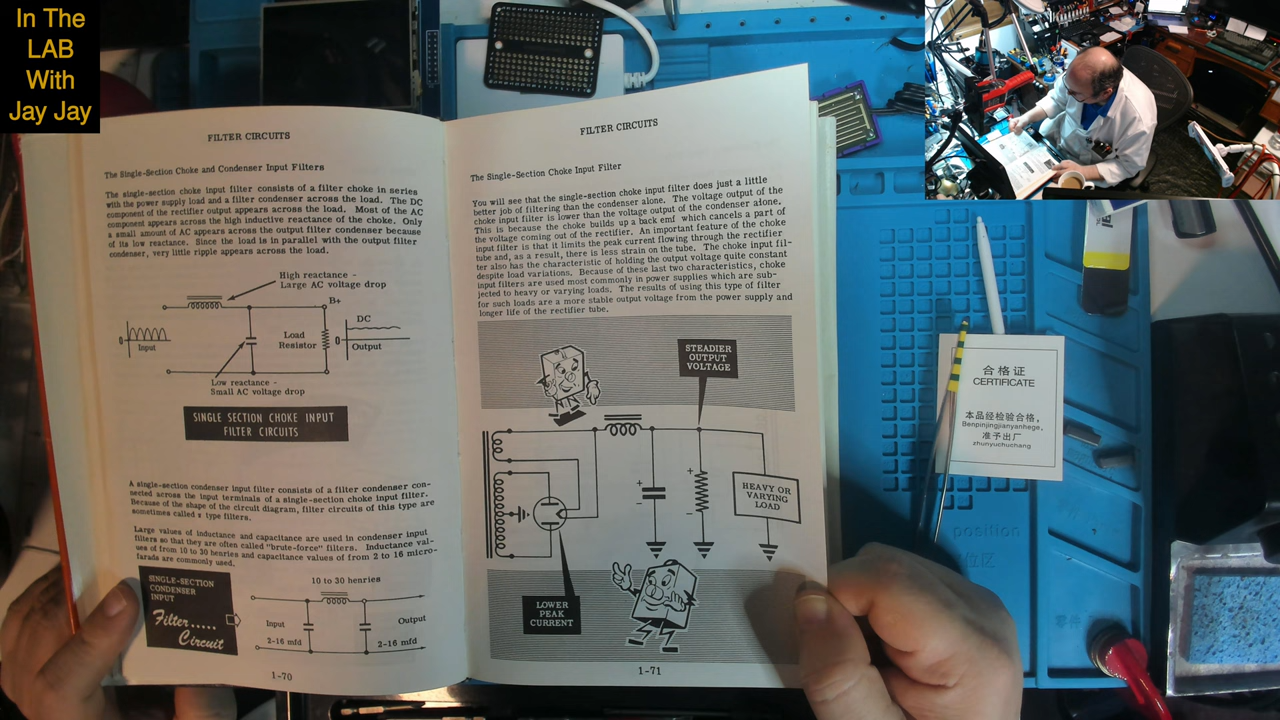 In The
LAB
With
Jay Jay
FILTER CIRCUITS
The Single-Section Choke and Condenser Input Filters
The single-section choke input filter consists of a filter choke in series
with the power supply load and a filter condenser across the load. The DC
component of the rectifier output appears across the load. Most of the AC
component appears across the high inductive reactance of the choke. Only
a small amount of AC appears across the output filter condenser because
of its low reactance. Since the load is in parallel with the output filter
condenser, very little ripple appears across the load.
High reactance -
Large AC voltage drop
B+
DC
0
Input
Load
Resistor
0
Output
Low reactance -
Small AC voltage drop
SINGLE SECTION CHOKE INPUT
FILTER CIRCUITS
A single-section condenser input filter consists of a filter condenser con-
nected across the input terminals of a single-section choke input filter.
Because of the shape of the circuit diagram, filter circuits of this type are
sometimes called π type filters.
Large values of inductance and capacitance are used in condenser input
filters so that they are often called "brute-force" filters. Inductance val-
ues of from 10 to 30 henries and capacitance values of from 2 to 16 micro-
farads are commonly used.
SINGLE-SECTION
CONDENSER
INPUT
Filter.....
Circuit
10 to 30 henries
Input
Output
2-16 mfd
2-16 mfd
1-70
FILTER CIRCUITS
The Single-Section Choke Input Filter
You will see that the single-section choke input filter does just a little
better job of filtering than the condenser alone. The voltage output of the
choke input filter is lower than the voltage output of the condenser alone.
This is because the choke builds up a back emf which cancels a part of
the voltage coming out of the rectifier. An important feature of the choke
input filter is that it limits the peak current flowing through the rectifier
tube and, as a result, there is less strain on the tube. The choke input fil-
ter also has the characteristic of holding the output voltage quite constant
despite load variations. Because of these last two characteristics, choke
input filters are used most commonly in power supplies which are sub-
jected to heavy or varying loads. The results of using this type of filter
for such loads are a more stable output voltage from the power supply and
longer life of the rectifier tube.
STEADIER
OUTPUT
VOLTAGE
+
-
+
-
HEAVY OR
VARYING
LOAD
LOWER
PEAK
CURRENT
1-71
合格证
CERTIFICATE
本品经检验合格，
Benpinjingjianyanhege,
准予出厂
zhunyuchuchang
position